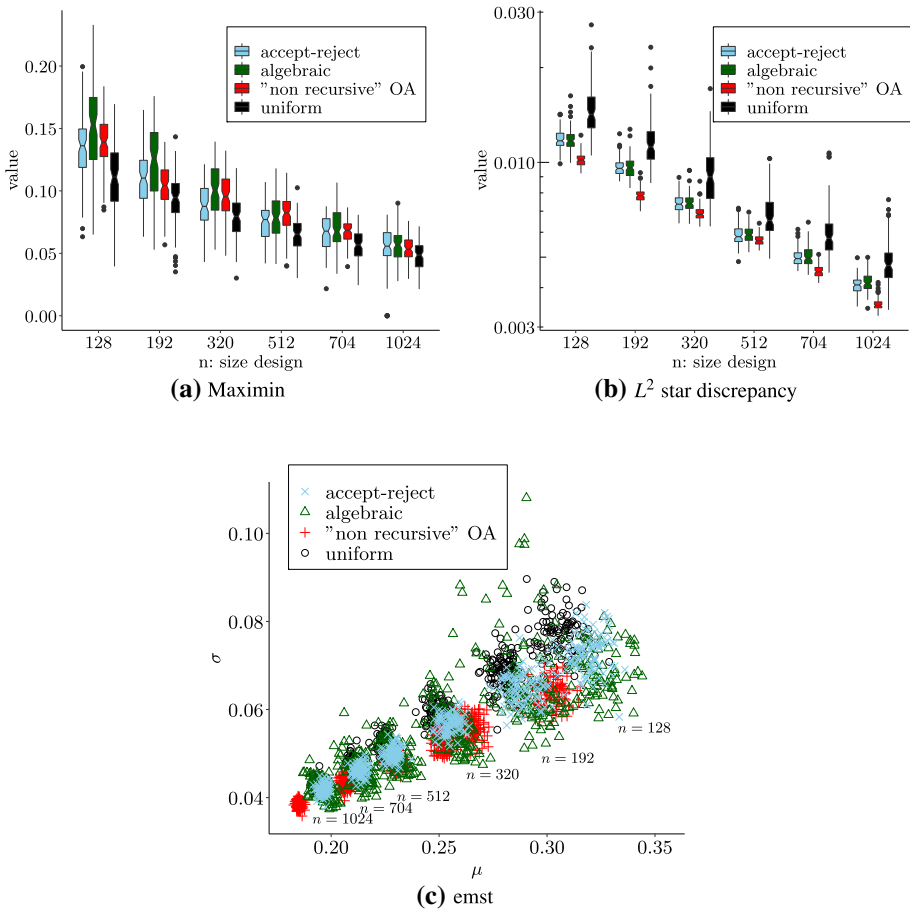 accept-reject
algebraic
"non recursive" OA
uniform
value
0.20
0.15
0.10
0.05
0.00
128 192 320 512 704 1024
n: size design
(a) Maximin
accept-reject
algebraic
"non recursive" OA
uniform
value
0.030
0.010
0.003
128 192 320 512 704 1024
n: size design
(b) L² star discrepancy
accept-reject
algebraic
"non recursive" OA
uniform
σ
0.10
0.08
0.06
0.04
n = 128
n = 192
n = 320
n = 512
n = 704
n = 1024
0.20 0.25 0.30 0.35
μ
(c) emst